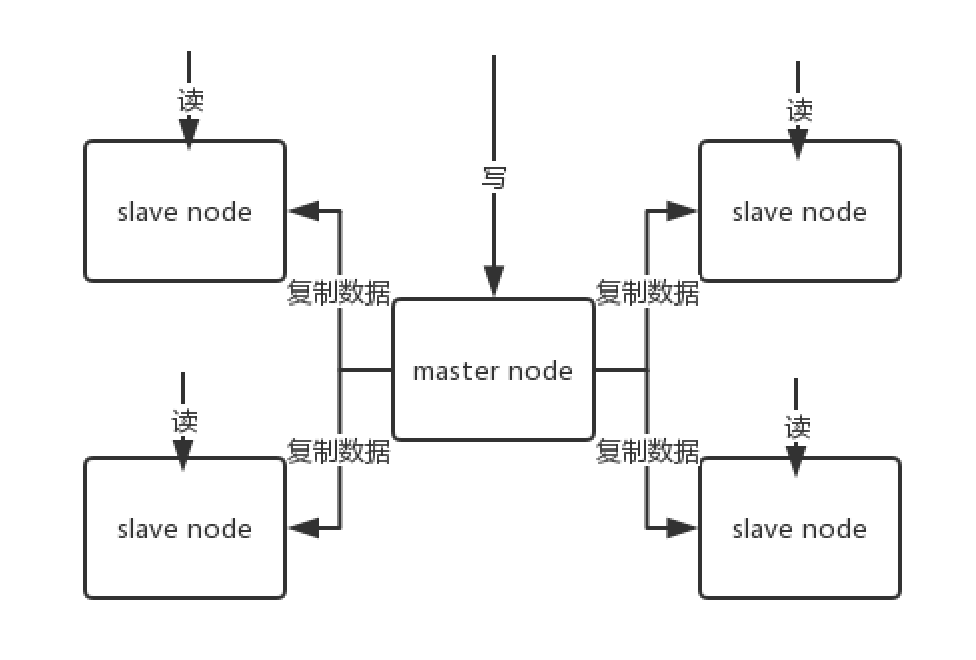 读
读
写
slave node
slave node
复制数据
复制数据
master node
读
读
复制数据
复制数据
slave node
slave node